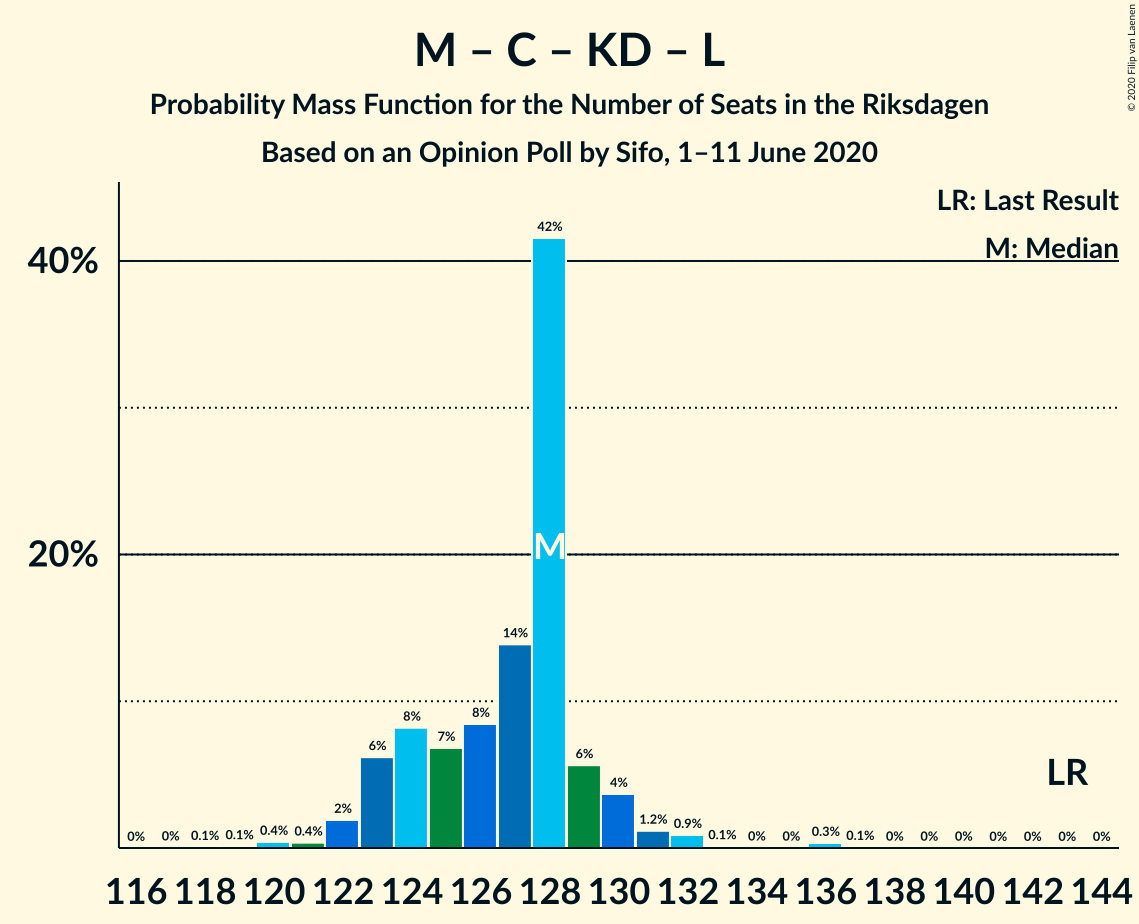 M – C – KD – L
Probability Mass Function for the Number of Seats in the Riksdagen
Based on an Opinion Poll by Sifo, 1–11 June 2020
© 2020 Filip van Laenen
LR: Last Result
M: Median
40%
20%
0% 0% 0.1% 0.1% 0.4% 0.4% 2% 6% 8% 7% 8% 14% 42% 6% 4% 1.2% 0.9% 0.1% 0% 0% 0.3% 0.1% 0% 0% 0% 0% 0% 0% 0%
M
LR
116 118 120 122 124 126 128 130 132 134 136 138 140 142 144